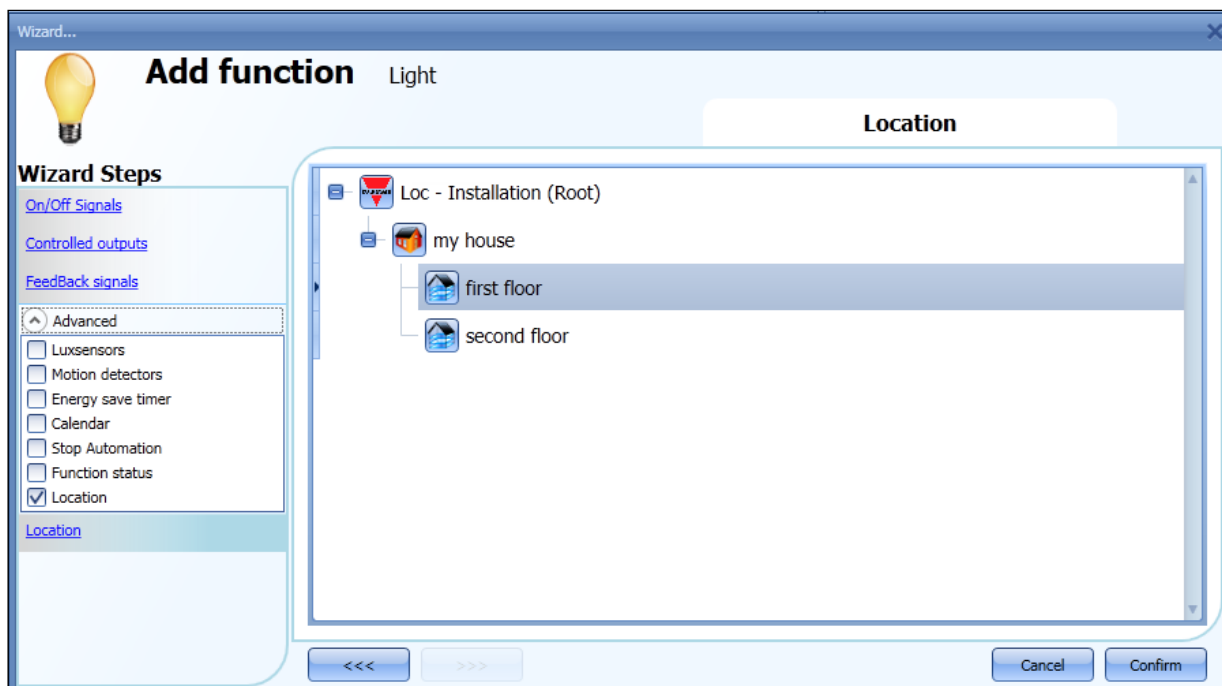 Wizard...
Add function Light
Location
Wizard Steps
On/Off Signals
Controlled outputs
FeedBack signals
Advanced
Luxsensors
Motion detectors
Energy save timer
Calendar
Stop Automation
Function status
Location
Location
Loc - Installation (Root)
my house
first floor
second floor
<<<
>>>
Cancel
Confirm